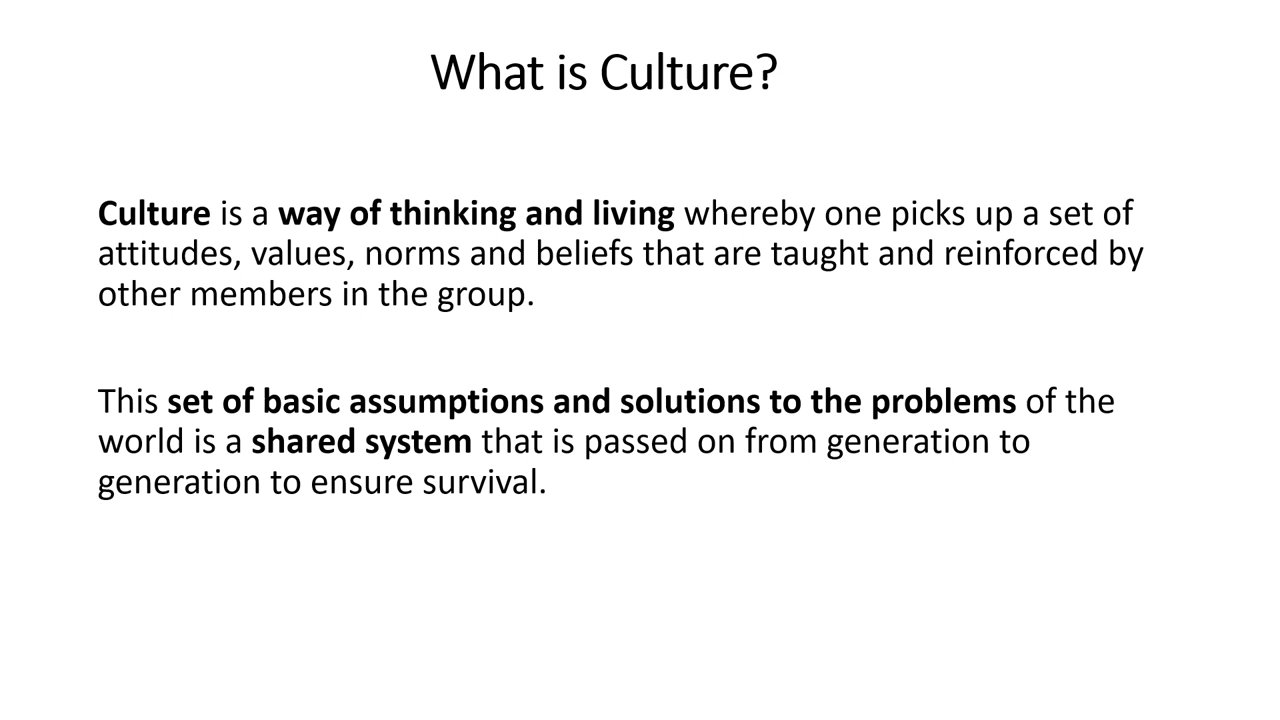 What is Culture?
Culture is a way of thinking and living whereby one picks up a set of
attitudes, values, norms and beliefs that are taught and reinforced by
other members in the group.
This set of basic assumptions and solutions to the problems of the
world is a shared system that is passed on from generation to
generation to ensure survival.